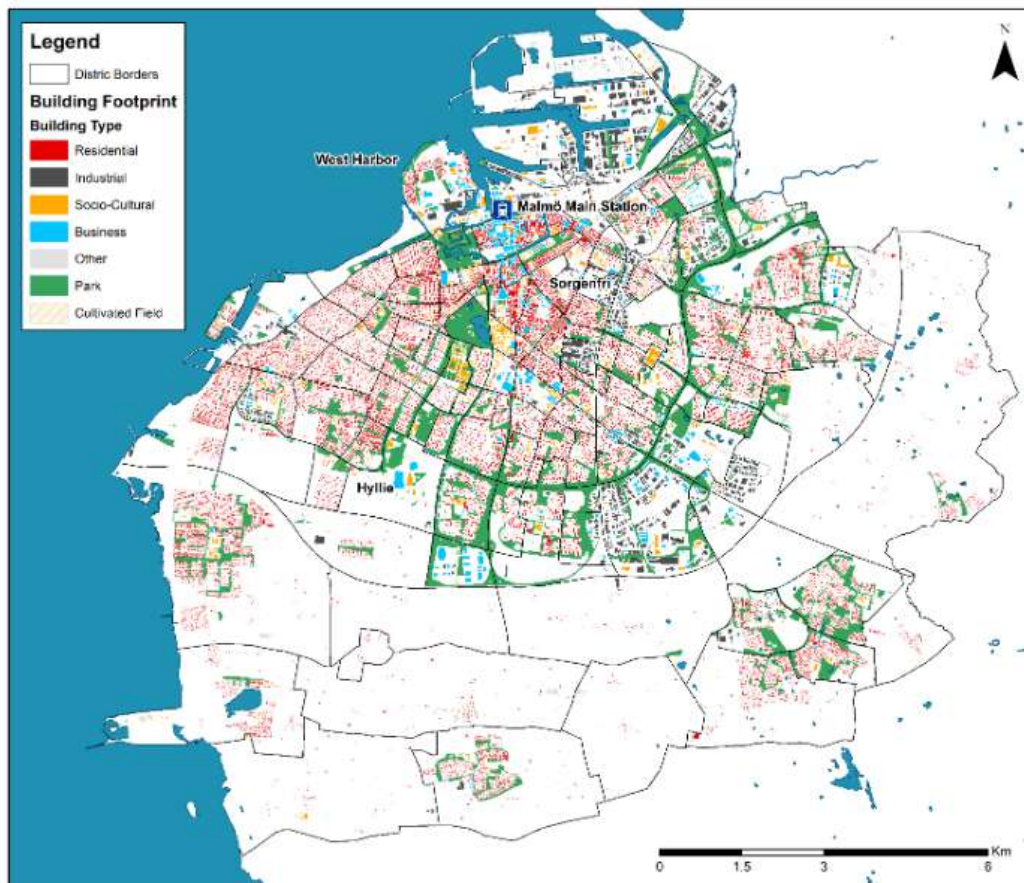 Legend
Distric Borders
Building Footprint
Building Type
Residential
Industrial
Socio-Cultural
Business
Other
Park
Cultivated Field
N
West Harbor
Malmö Main Station
Sorgenfri
Hyllie
Km
0 1.5 3 6